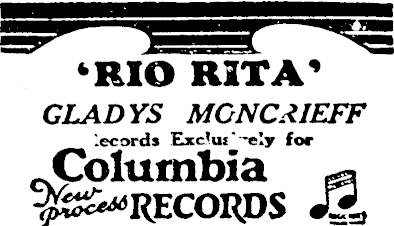 'RIO RITA'
GLADYS MONCRIEFF
Records Exclusively for
Columbia
New process RECORDS